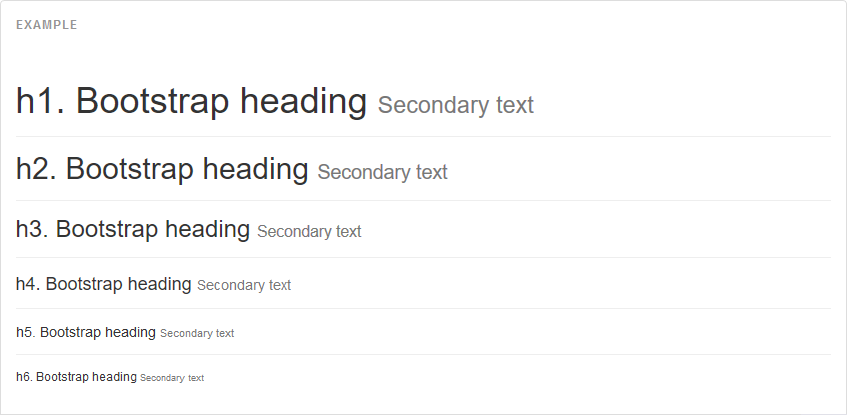 EXAMPLE
h1. Bootstrap heading Secondary text
h2. Bootstrap heading Secondary text
h3. Bootstrap heading Secondary text
h4. Bootstrap heading Secondary text
h5. Bootstrap heading Secondary text
h6. Bootstrap heading Secondary text